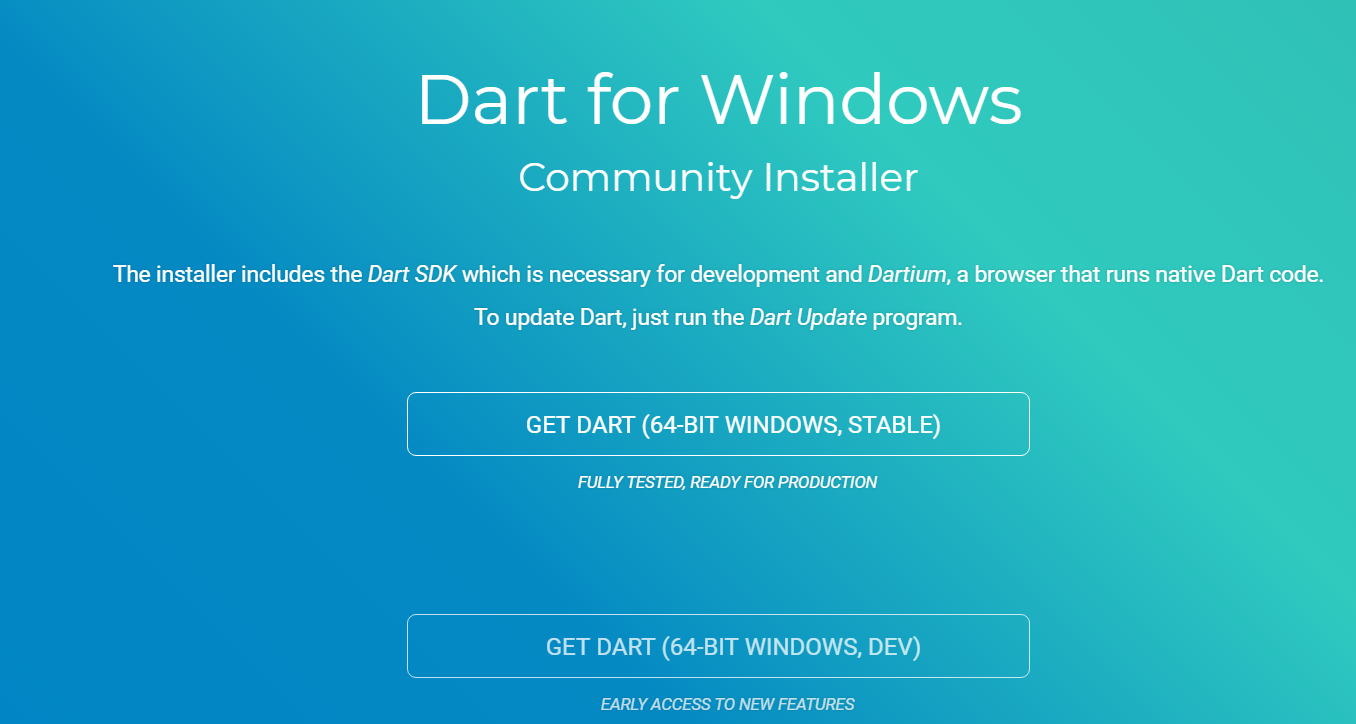 Dart for Windows
Community Installer
The installer includes the Dart SDK which is necessary for development and Dartium, a browser that runs native Dart code.
To update Dart, just run the Dart Update program.
GET DART (64-BIT WINDOWS, STABLE)
FULLY TESTED, READY FOR PRODUCTION
GET DART (64-BIT WINDOWS, DEV)
EARLY ACCESS TO NEW FEATURES